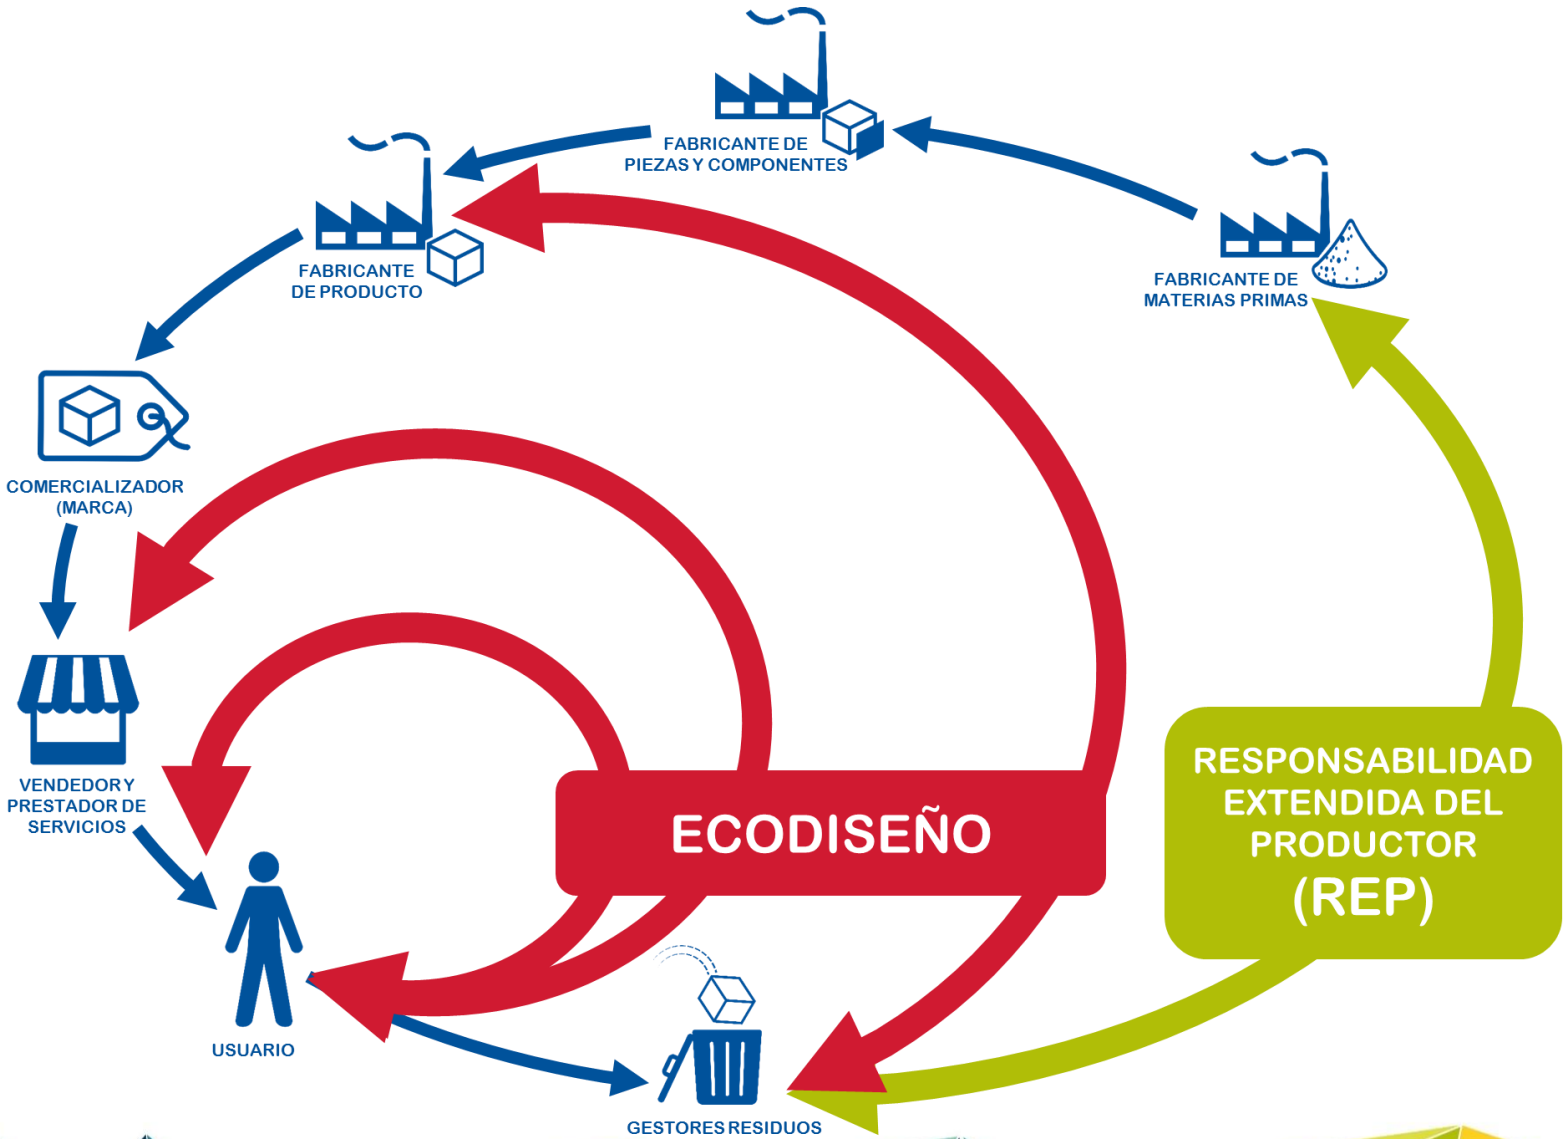 FABRICANTE DE
PIEZAS Y COMPONENTES
FABRICANTE
DE PRODUCTO
FABRICANTE DE
MATERIAS PRIMAS
COMERCIALIZADOR
(MARCA)
VENDEDOR Y
PRESTADOR DE
SERVICIOS
ECODISEÑO
RESPONSABILIDAD
EXTENDIDA DEL
PRODUCTOR
(REP)
USUARIO
GESTORES RESIDUOS